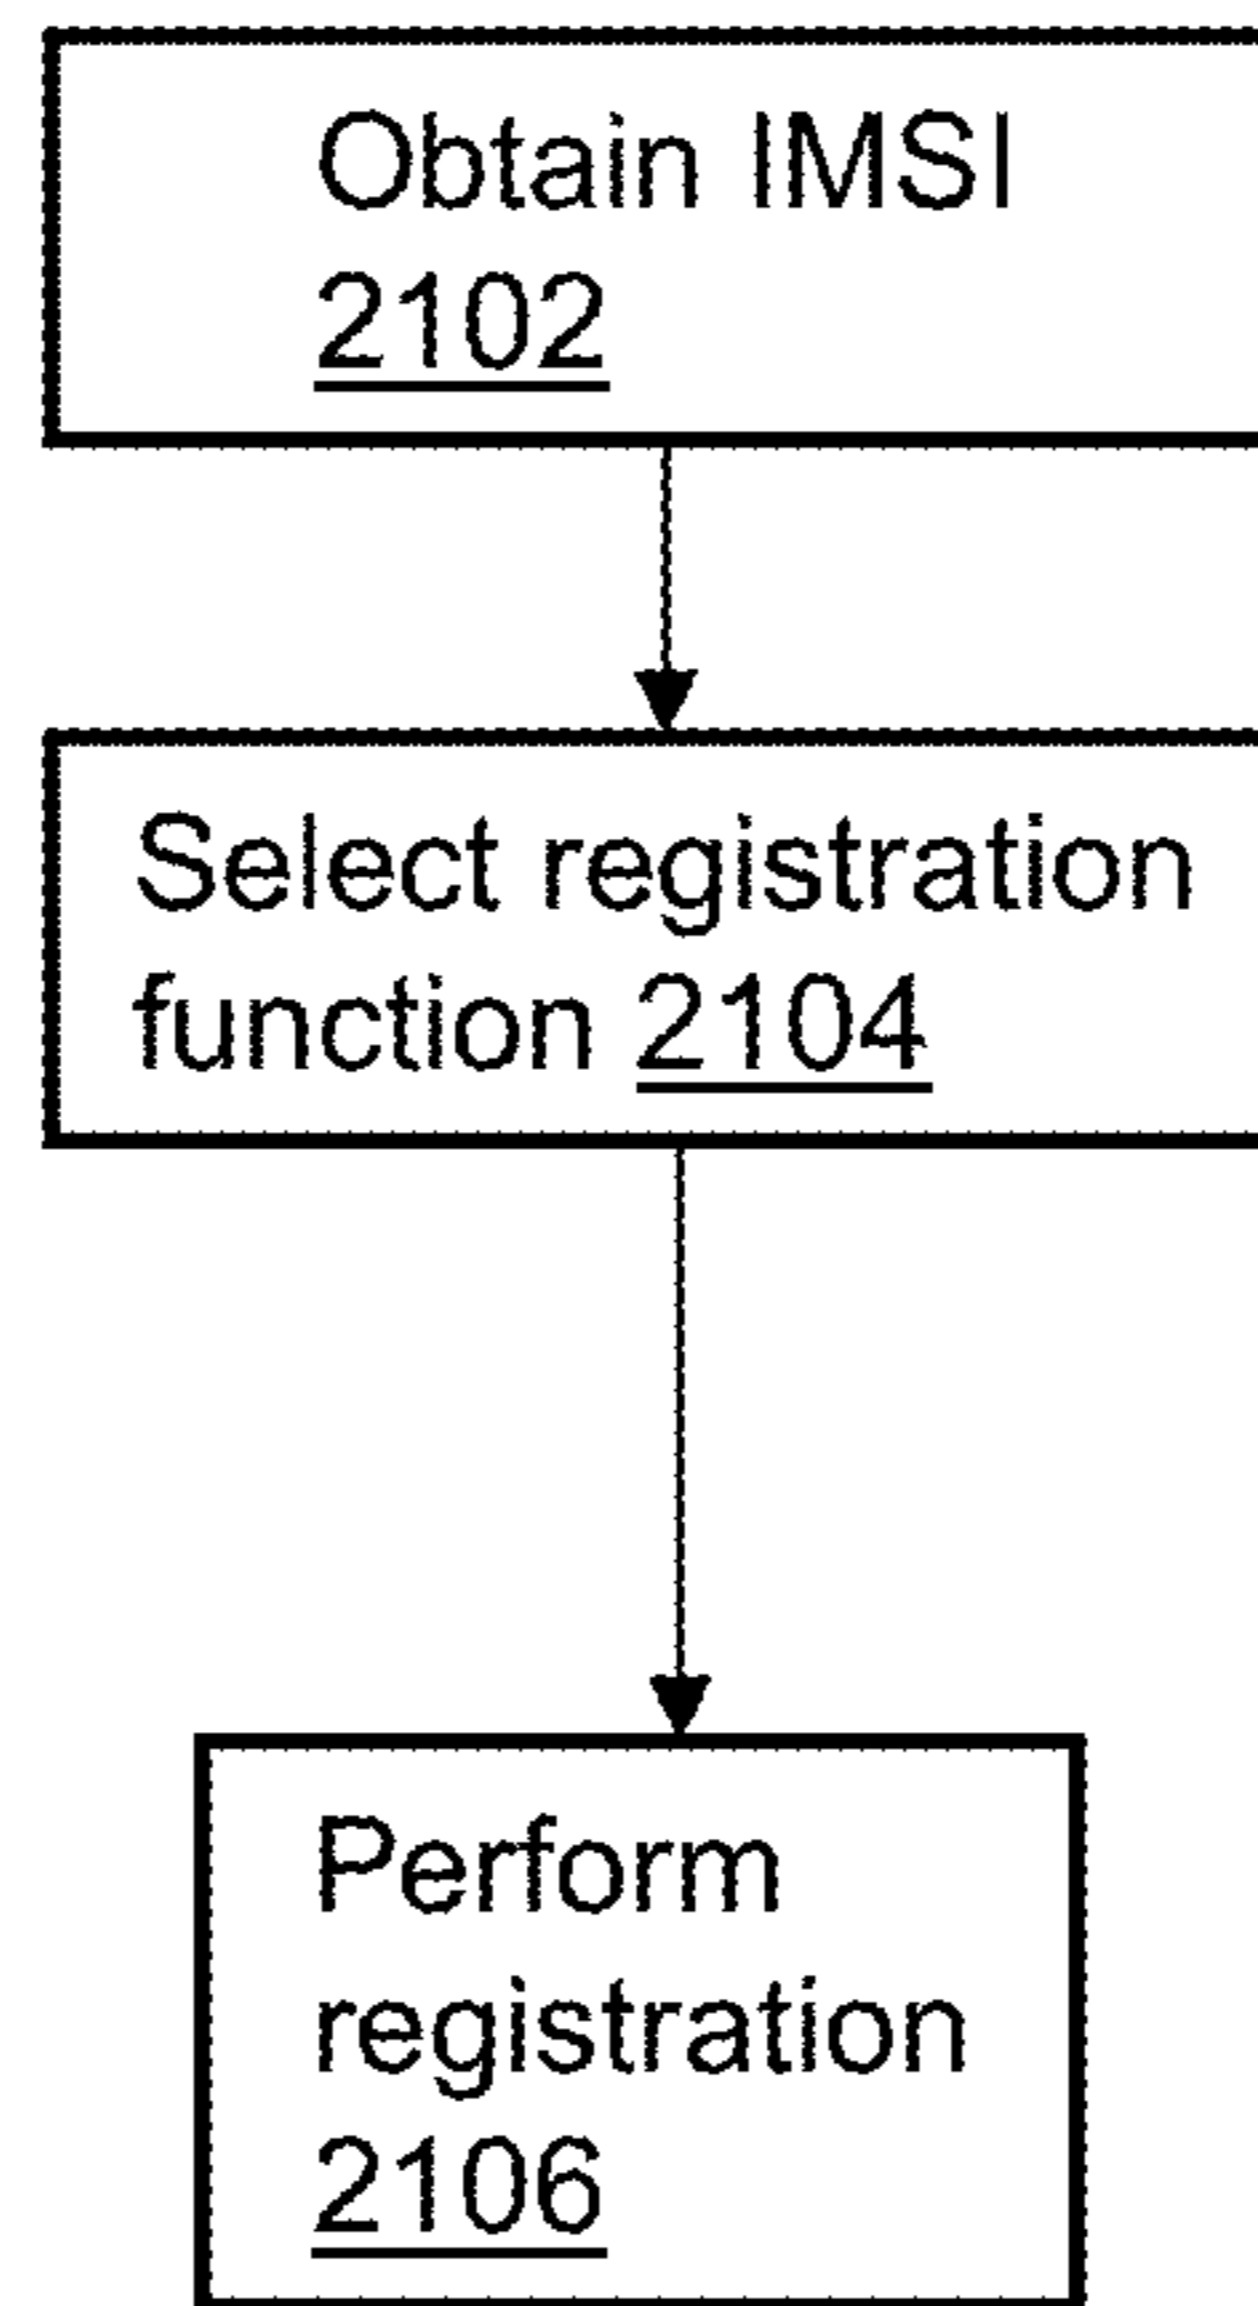 Obtain IMSI
2102
Select registration
function 2104
Perform
registration
2106